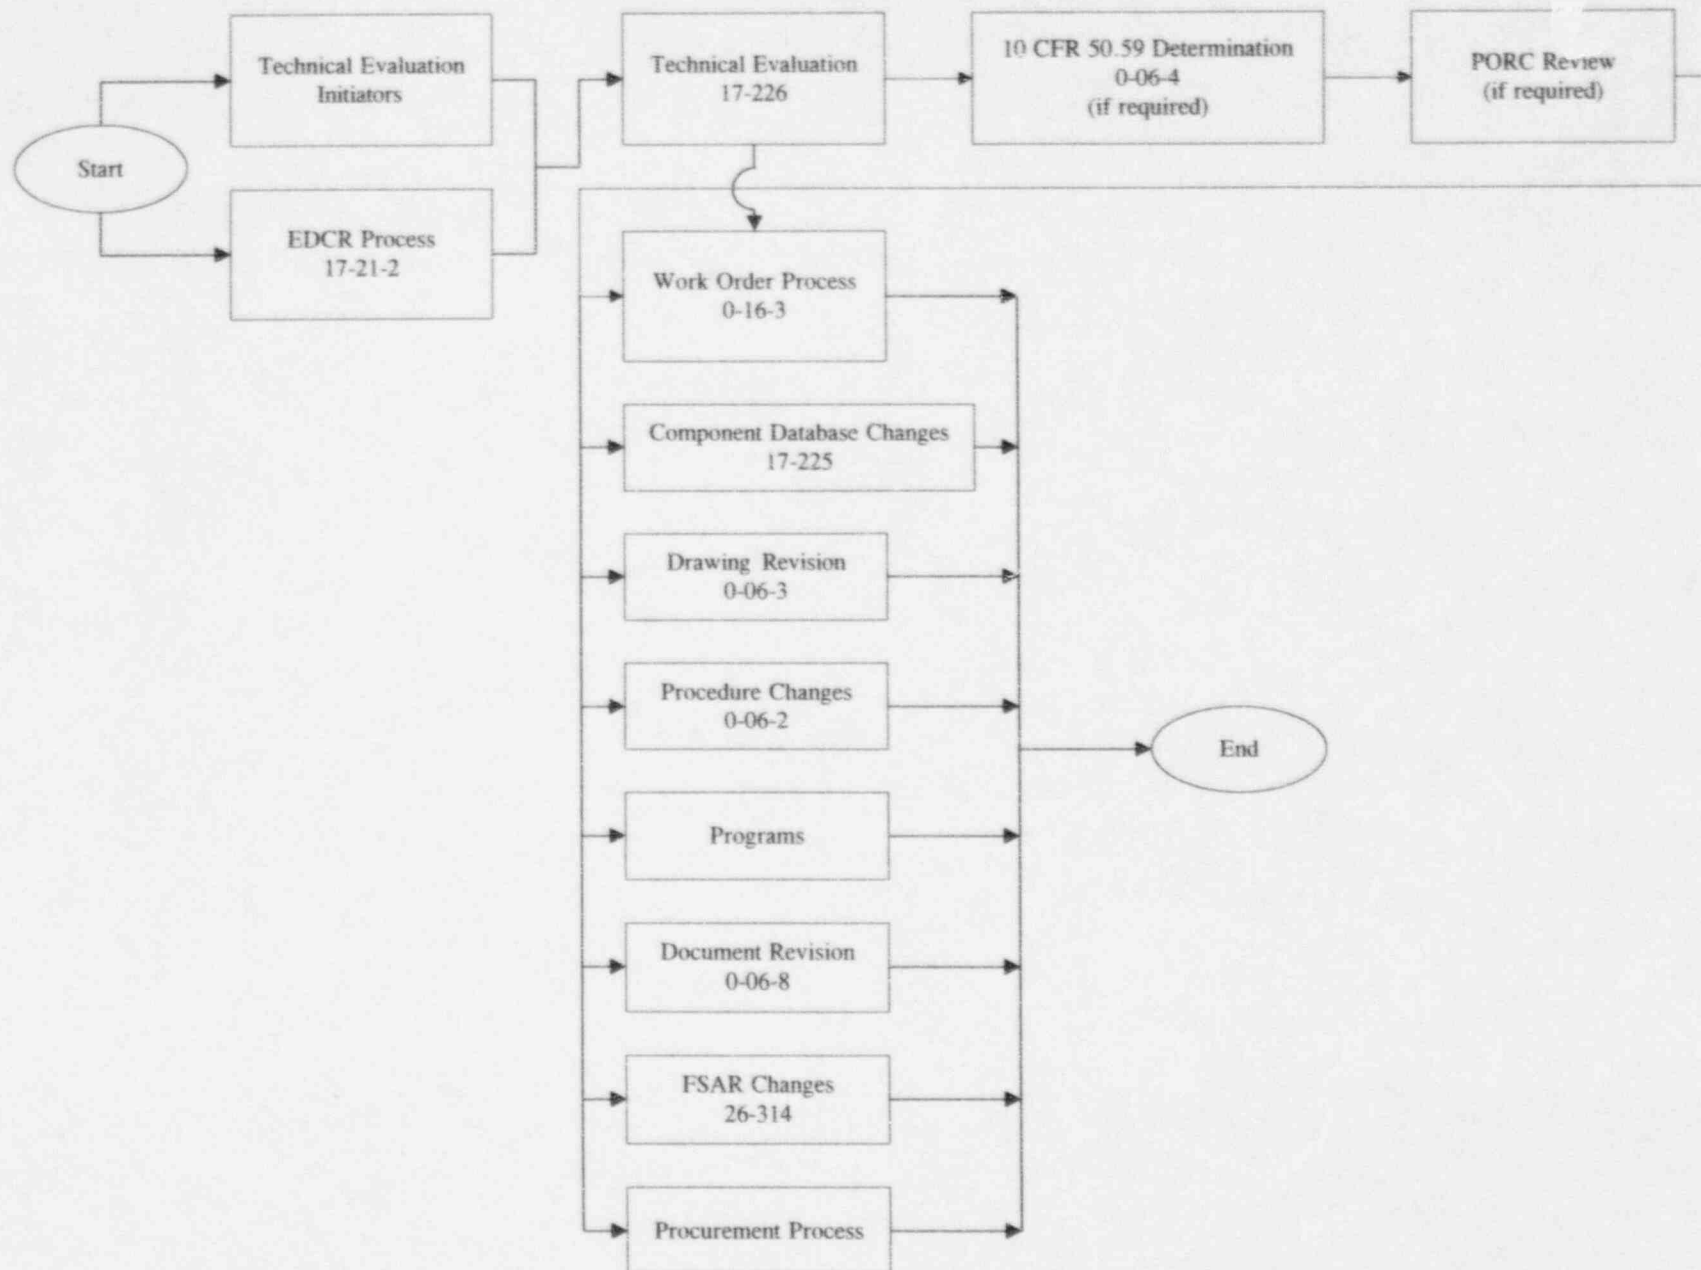 Technical Evaluation
Initiators
Technical Evaluation
17-226
10 CFR 50.59 Determination
0-06-4
(if required)
PORC Review
(if required)
Start
EDCR Process
17-21-2
Work Order Process
0-16-3
Component Database Changes
17-225
Drawing Revision
0-06-3
Procedure Changes
0-06-2
End
Programs
Document Revision
0-06-8
FSAR Changes
26-314
Procurement Process